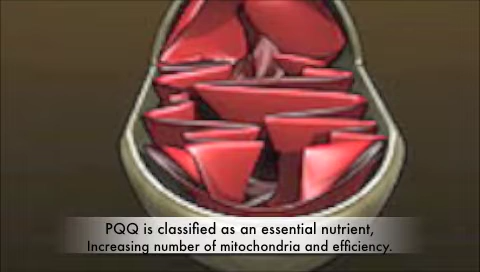 PQQ is classified as an essential nutrient,
Increasing number of mitochondria and efficiency.